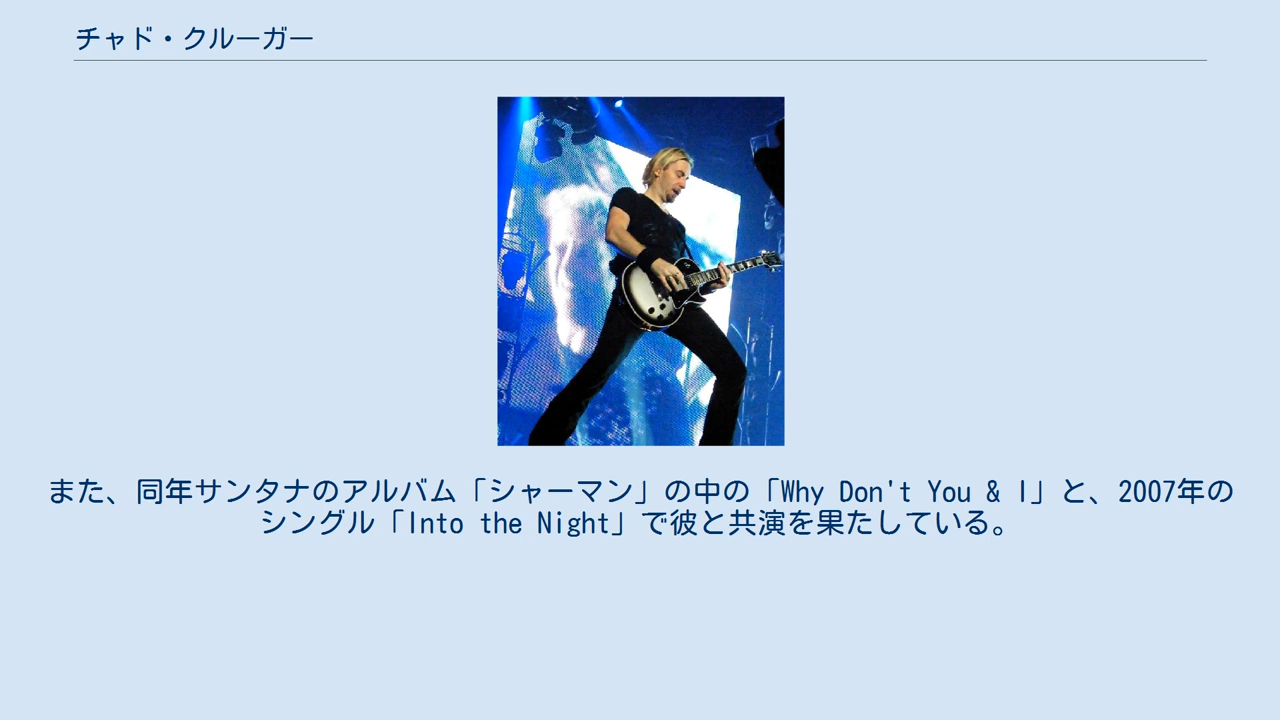 チャド・クルーガー
また、同年サンタナのアルバム「シャーマン」の中の「Why Don't You & I」と、2007年の
シングル「Into the Night」で彼と共演を果たしている。